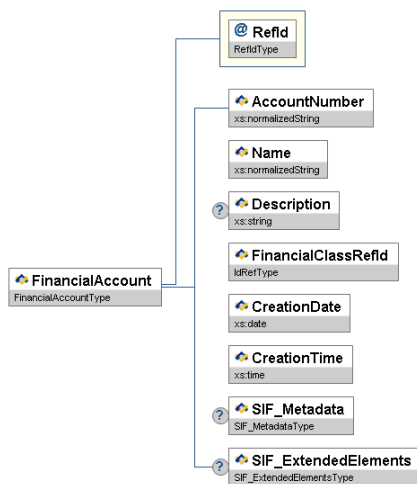 @ RefId
RefIdType
AccountNumber
xs:normalizedString
Name
xs:normalizedString
? Description
xs:string
FinancialClassRefId
IdRefType
FinancialAccount
FinancialAccountType
CreationDate
xs:date
CreationTime
xs:time
? SIF_Metadata
SIF_MetadataType
? SIF_ExtendedElements
SIF_ExtendedElementsType